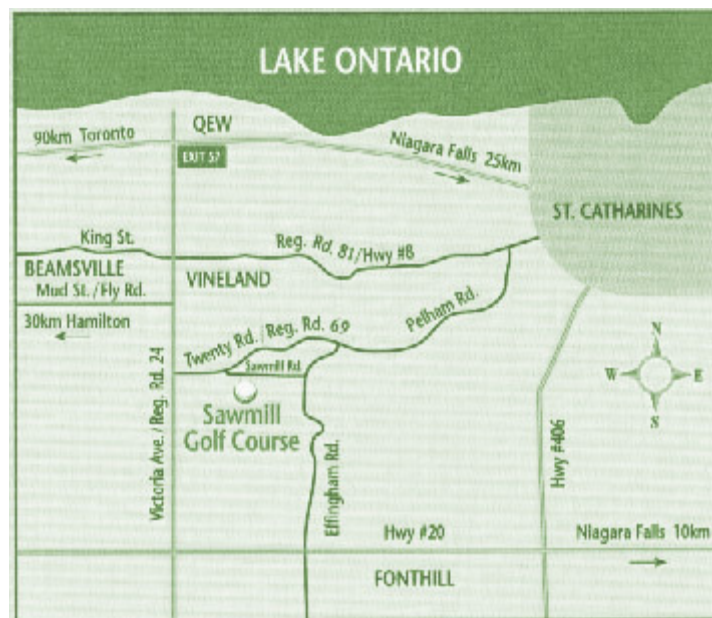 LAKE ONTARIO
QEW
90km Toronto
EXIT 57
Niagara Falls 25km
ST. CATHARINES
King St.
Reg. Rd. 81/Hwy #8
BEAMSVILLE
VINELAND
Mud St./Fly Rd.
Pelham Rd.
30km Hamilton
Twenty Rd./Reg. Rd. 69
Sawmill Rd.
N
W
E
S
Sawmill
Golf Course
Victoria Ave./Reg. Rd. 24
Effingham Rd.
Hwy #406
Hwy #20
Niagara Falls 10km
FONTHILL